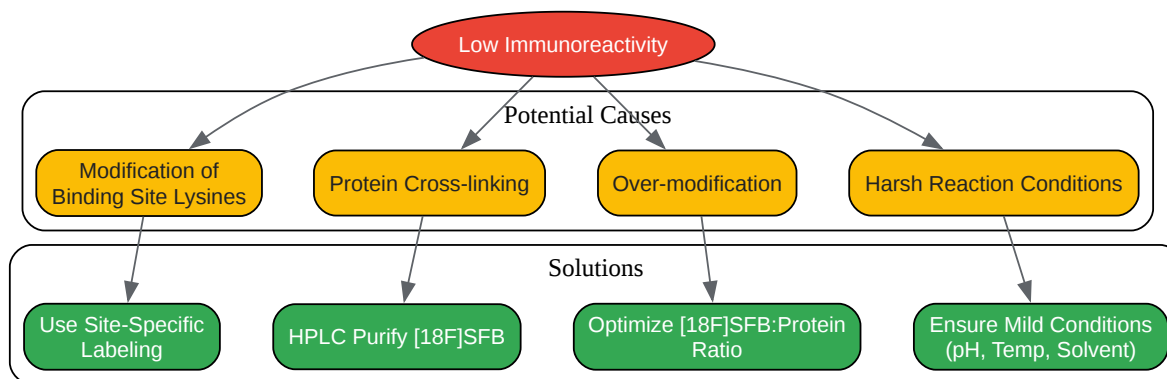 Low Immunoreactivity
Potential Causes
Modification of
Binding Site Lysines
Protein Cross-linking
Over-modification
Harsh Reaction Conditions
Solutions
Use Site-Specific
Labeling
HPLC Purify [18F]SFB
Optimize [18F]SFB:Protein
Ratio
Ensure Mild Conditions
(pH, Temp, Solvent)